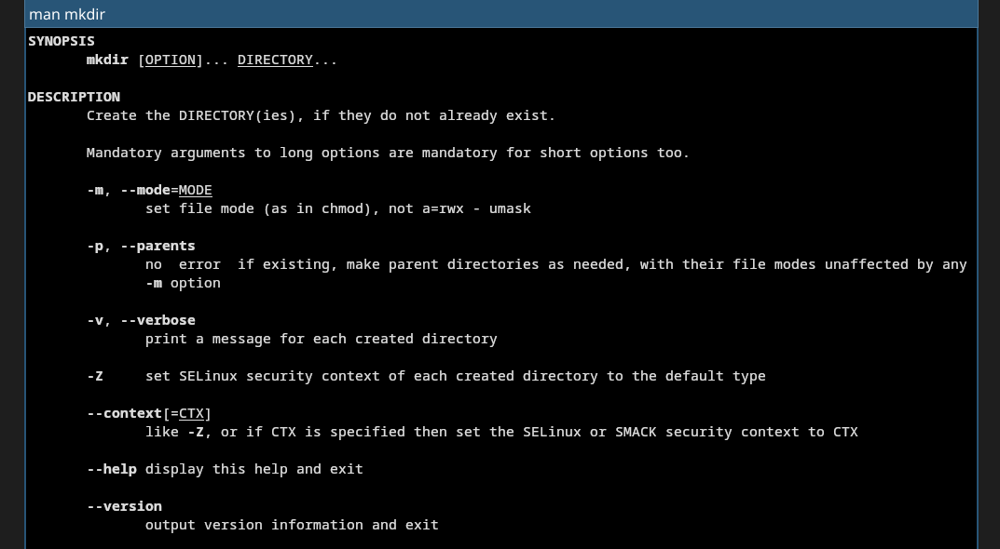 man mkdir
SYNOPSIS
mkdir [OPTION]... DIRECTORY...
DESCRIPTION
Create the DIRECTORY(ies), if they do not already exist.
Mandatory arguments to long options are mandatory for short options too.
-m, --mode=MODE
set file mode (as in chmod), not a=rwx - umask
-p, --parents
no  error  if existing, make parent directories as needed, with their file modes unaffected by any
-m option
-v, --verbose
print a message for each created directory
-Z     set SELinux security context of each created directory to the default type
--context[=CTX]
like -Z, or if CTX is specified then set the SELinux or SMACK security context to CTX
--help display this help and exit
--version
output version information and exit